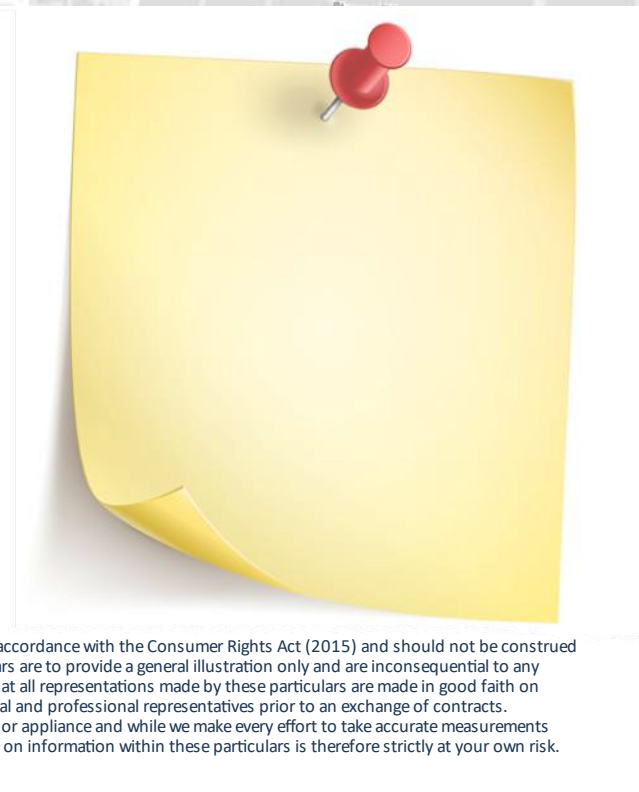 accordance with the Consumer Rights Act (2015) and should not be construed
are to provide a general illustration only and are inconsequential to any
at all representations made by these particulars are made in good faith on
and professional representatives prior to an exchange of contracts.
or appliance and while we make every effort to take accurate measurements
on information within these particulars is therefore strictly at your own risk.